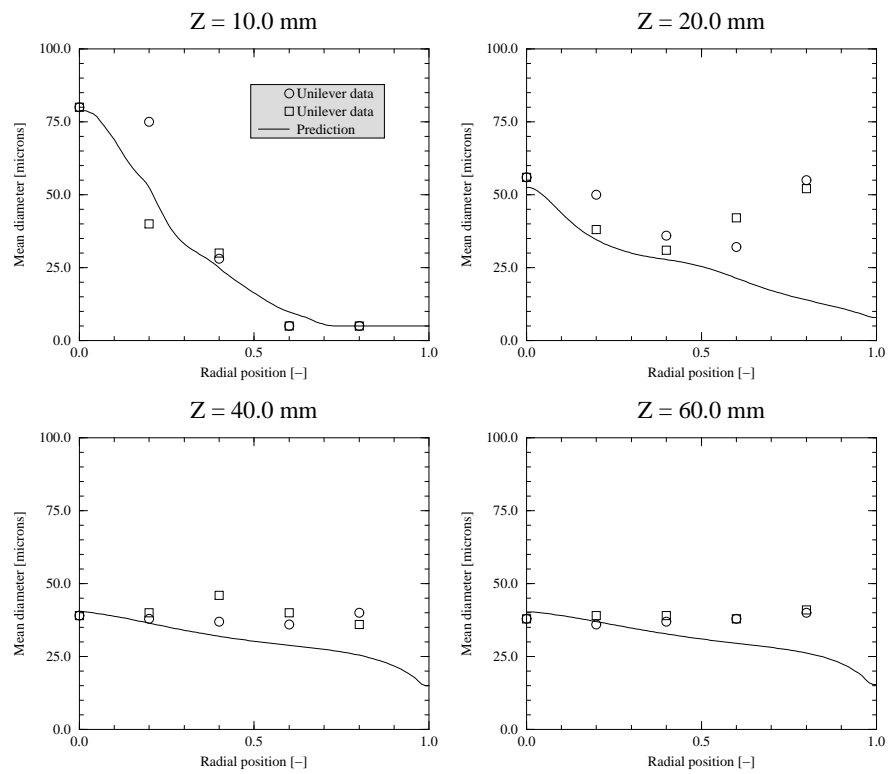 Z = 10.0 mm
100.0
75.0
50.0
25.0
0.0
Mean diameter [microns]
Unilever data
Unilever data
Prediction
0.0
0.5
1.0
Radial position [−]
Z = 20.0 mm
100.0
75.0
50.0
25.0
0.0
Mean diameter [microns]
0.0
0.5
1.0
Radial position [−]
Z = 40.0 mm
100.0
75.0
50.0
25.0
0.0
Mean diameter [microns]
0.0
0.5
1.0
Radial position [−]
Z = 60.0 mm
100.0
75.0
50.0
25.0
0.0
Mean diameter [microns]
0.0
0.5
1.0
Radial position [−]